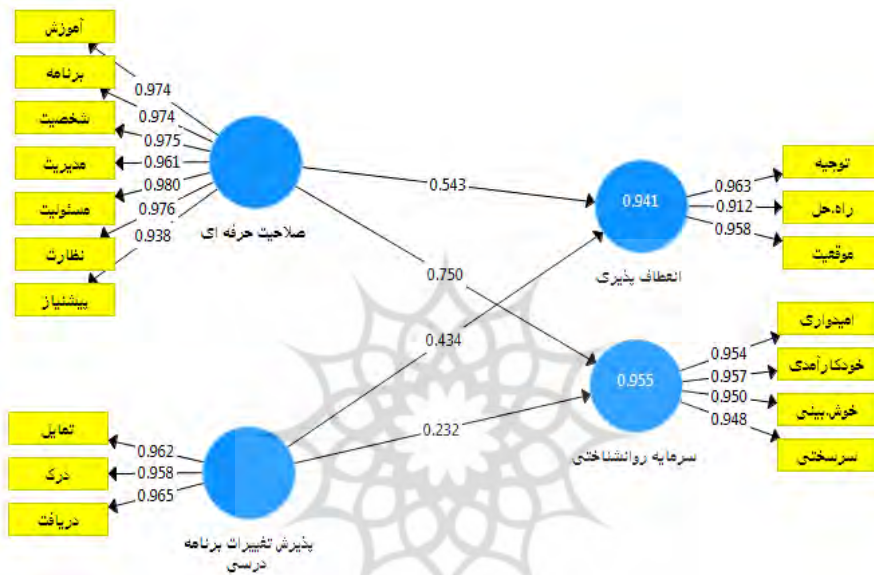 آموزش
برنامه
شخصیت
مدیریت
مسئولیت
نظارت
پیشنیاز
0.974
0.974
0.975
0.961
0.980
0.976
0.938
صلاحیت حرفه ای
0.543
0.750
0.434
0.232
0.941
انعطاف پذیری
0.963
0.912
0.958
توجیه
راه.حل
موقعیت
0.955
سرمایه روانشناختی
0.954
0.957
0.950
0.948
امیدواری
خودکارآمدی
خوش.بینی
سرسختی
تمایل
درک
دریافت
0.962
0.958
0.965
پذیرش تغییرات برنامه
درسی